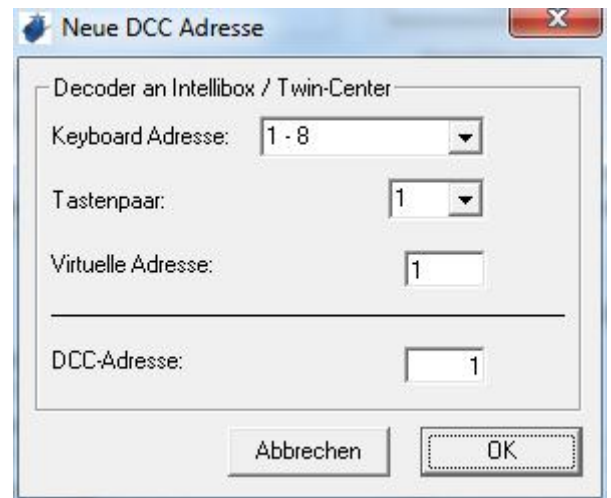 Neue DCC Adresse
Decoder an Intellibox / Twin-Center
Keyboard Adresse: 1 - 8
Tastenpaar: 1
Virtuelle Adresse: 1
DCC-Adresse: 1
Abbrechen OK